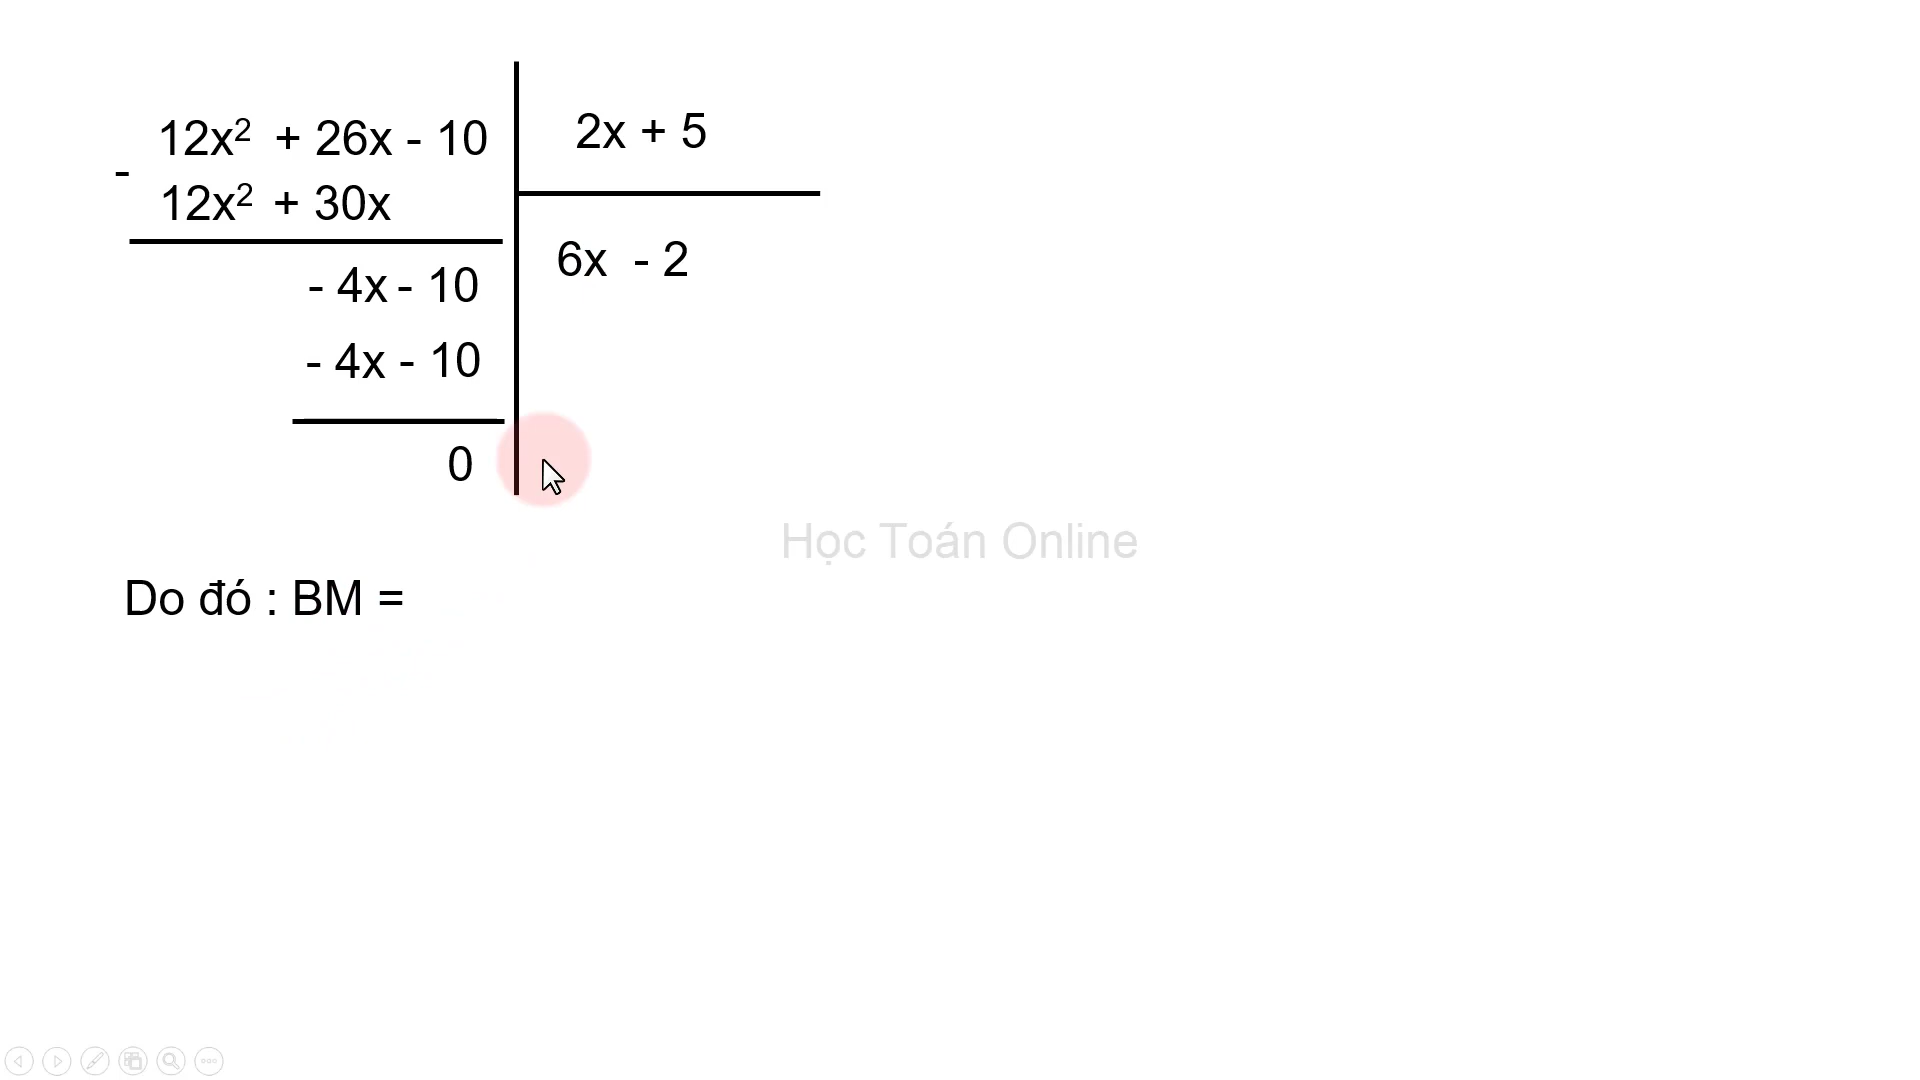 12x² + 26x - 10
2x + 5
-
12x² + 30x
6x - 2
- 4x - 10
- 4x - 10
0
Học Toán Online
Do đó : BM =